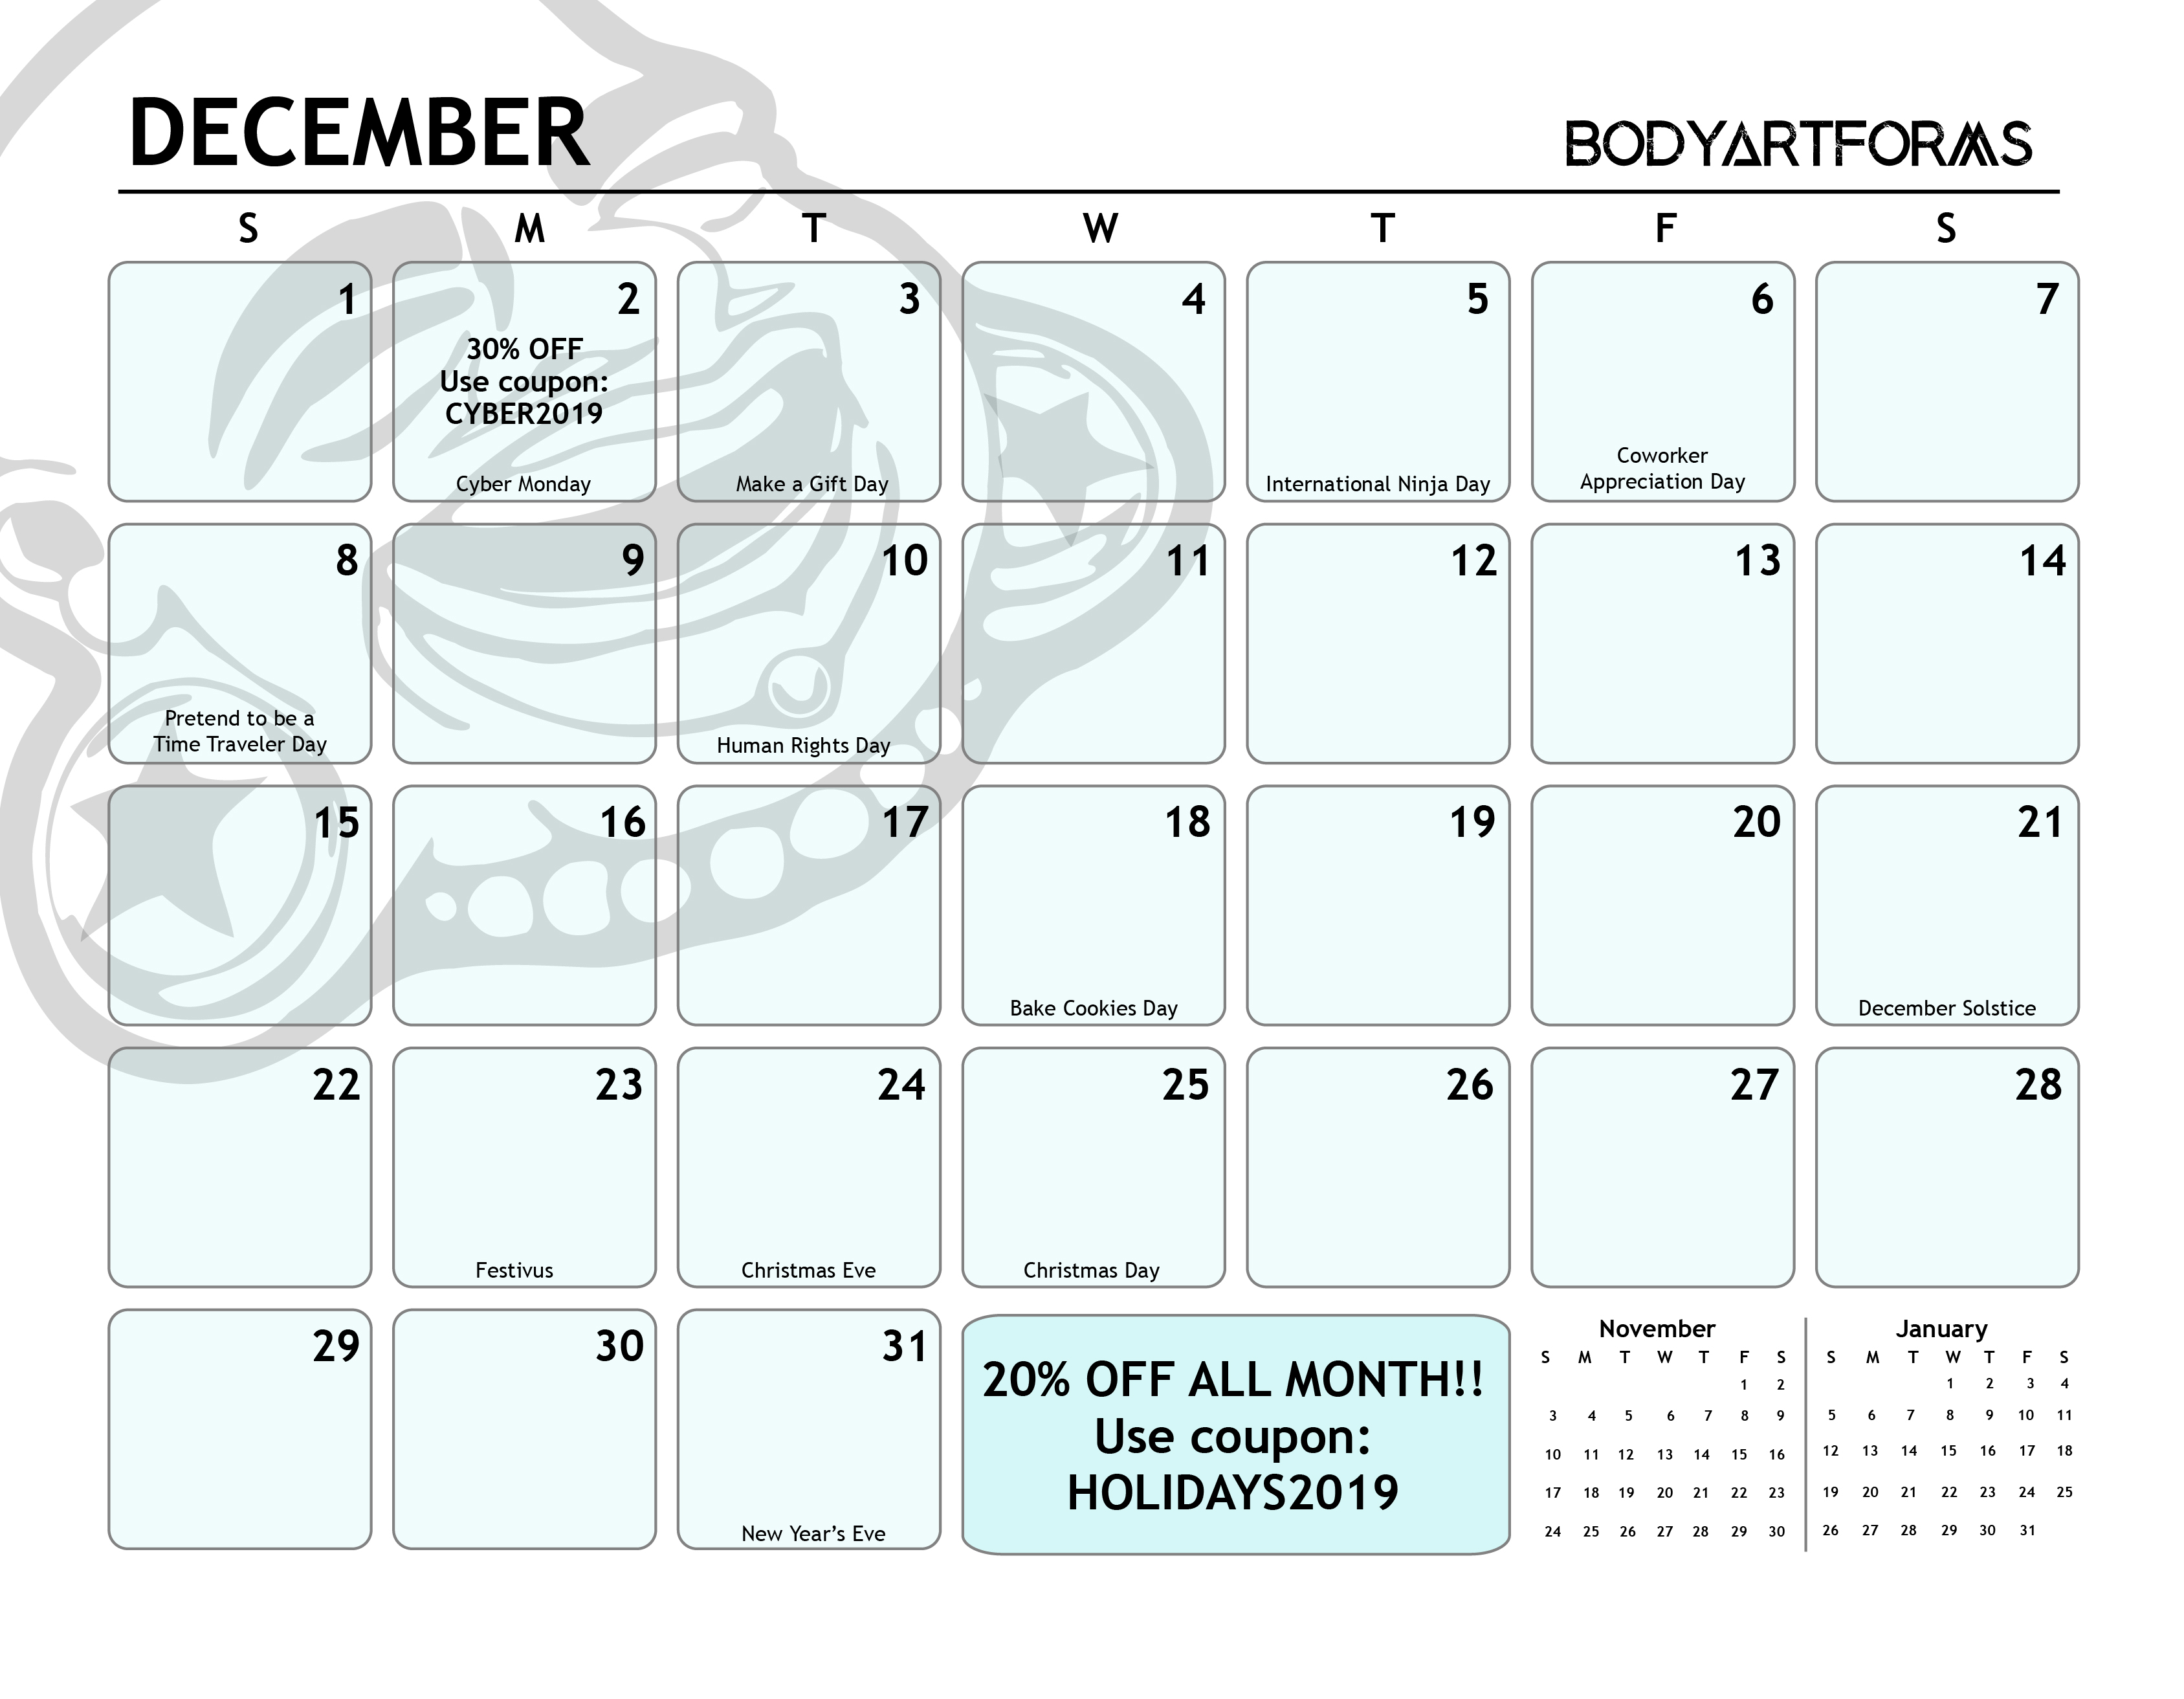 DECEMBER
BODYARTFORMS
S M T W T F S
1 2 3 4 5 6 7
30% OFF
Use coupon:
CYBER2019
Cyber Monday
Make a Gift Day
International Ninja Day
Coworker
Appreciation Day
8 9 10 11 12 13 14
Pretend to be a
Time Traveler Day
Human Rights Day
15 16 17 18 19 20 21
Bake Cookies Day
December Solstice
22 23 24 25 26 27 28
Festivus
Christmas Eve
Christmas Day
29 30 31
New Year’s Eve
20% OFF ALL MONTH!!
Use coupon:
HOLIDAYS2019
November
S M T W T F S
1 2
3 4 5 6 7 8 9
10 11 12 13 14 15 16
17 18 19 20 21 22 23
24 25 26 27 28 29 30
January
S M T W T F S
1 2 3 4
5 6 7 8 9 10 11
12 13 14 15 16 17 18
19 20 21 22 23 24 25
26 27 28 29 30 31